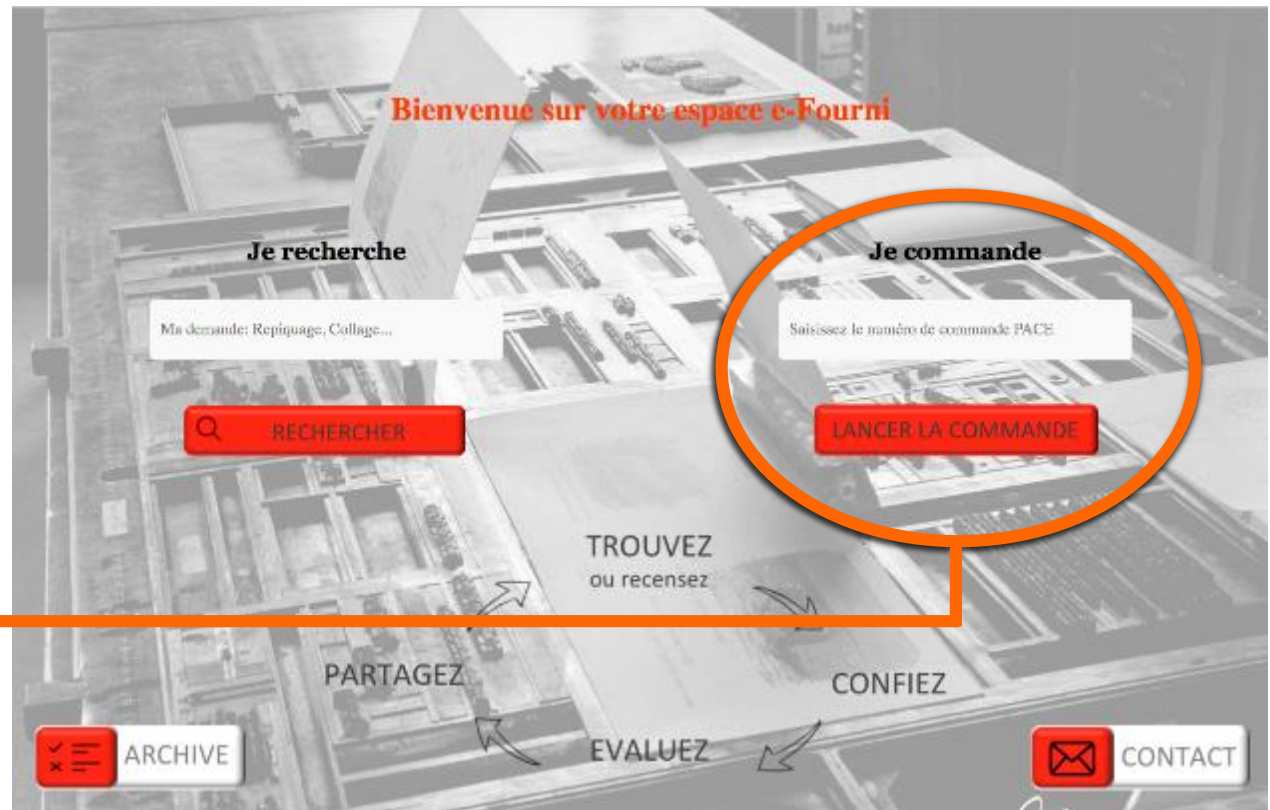 Bienvenue sur votre espace e-Fourni
Je recherche
Ma demande: Repiquage, Collage...
RECHERCHER
Je commande
Saisissez le numéro de commande PACE
LANCER LA COMMANDE
TROUVEZ
ou recensez
CONFIEZ
EVALUEZ
PARTAGEZ
ARCHIVE
CONTACT